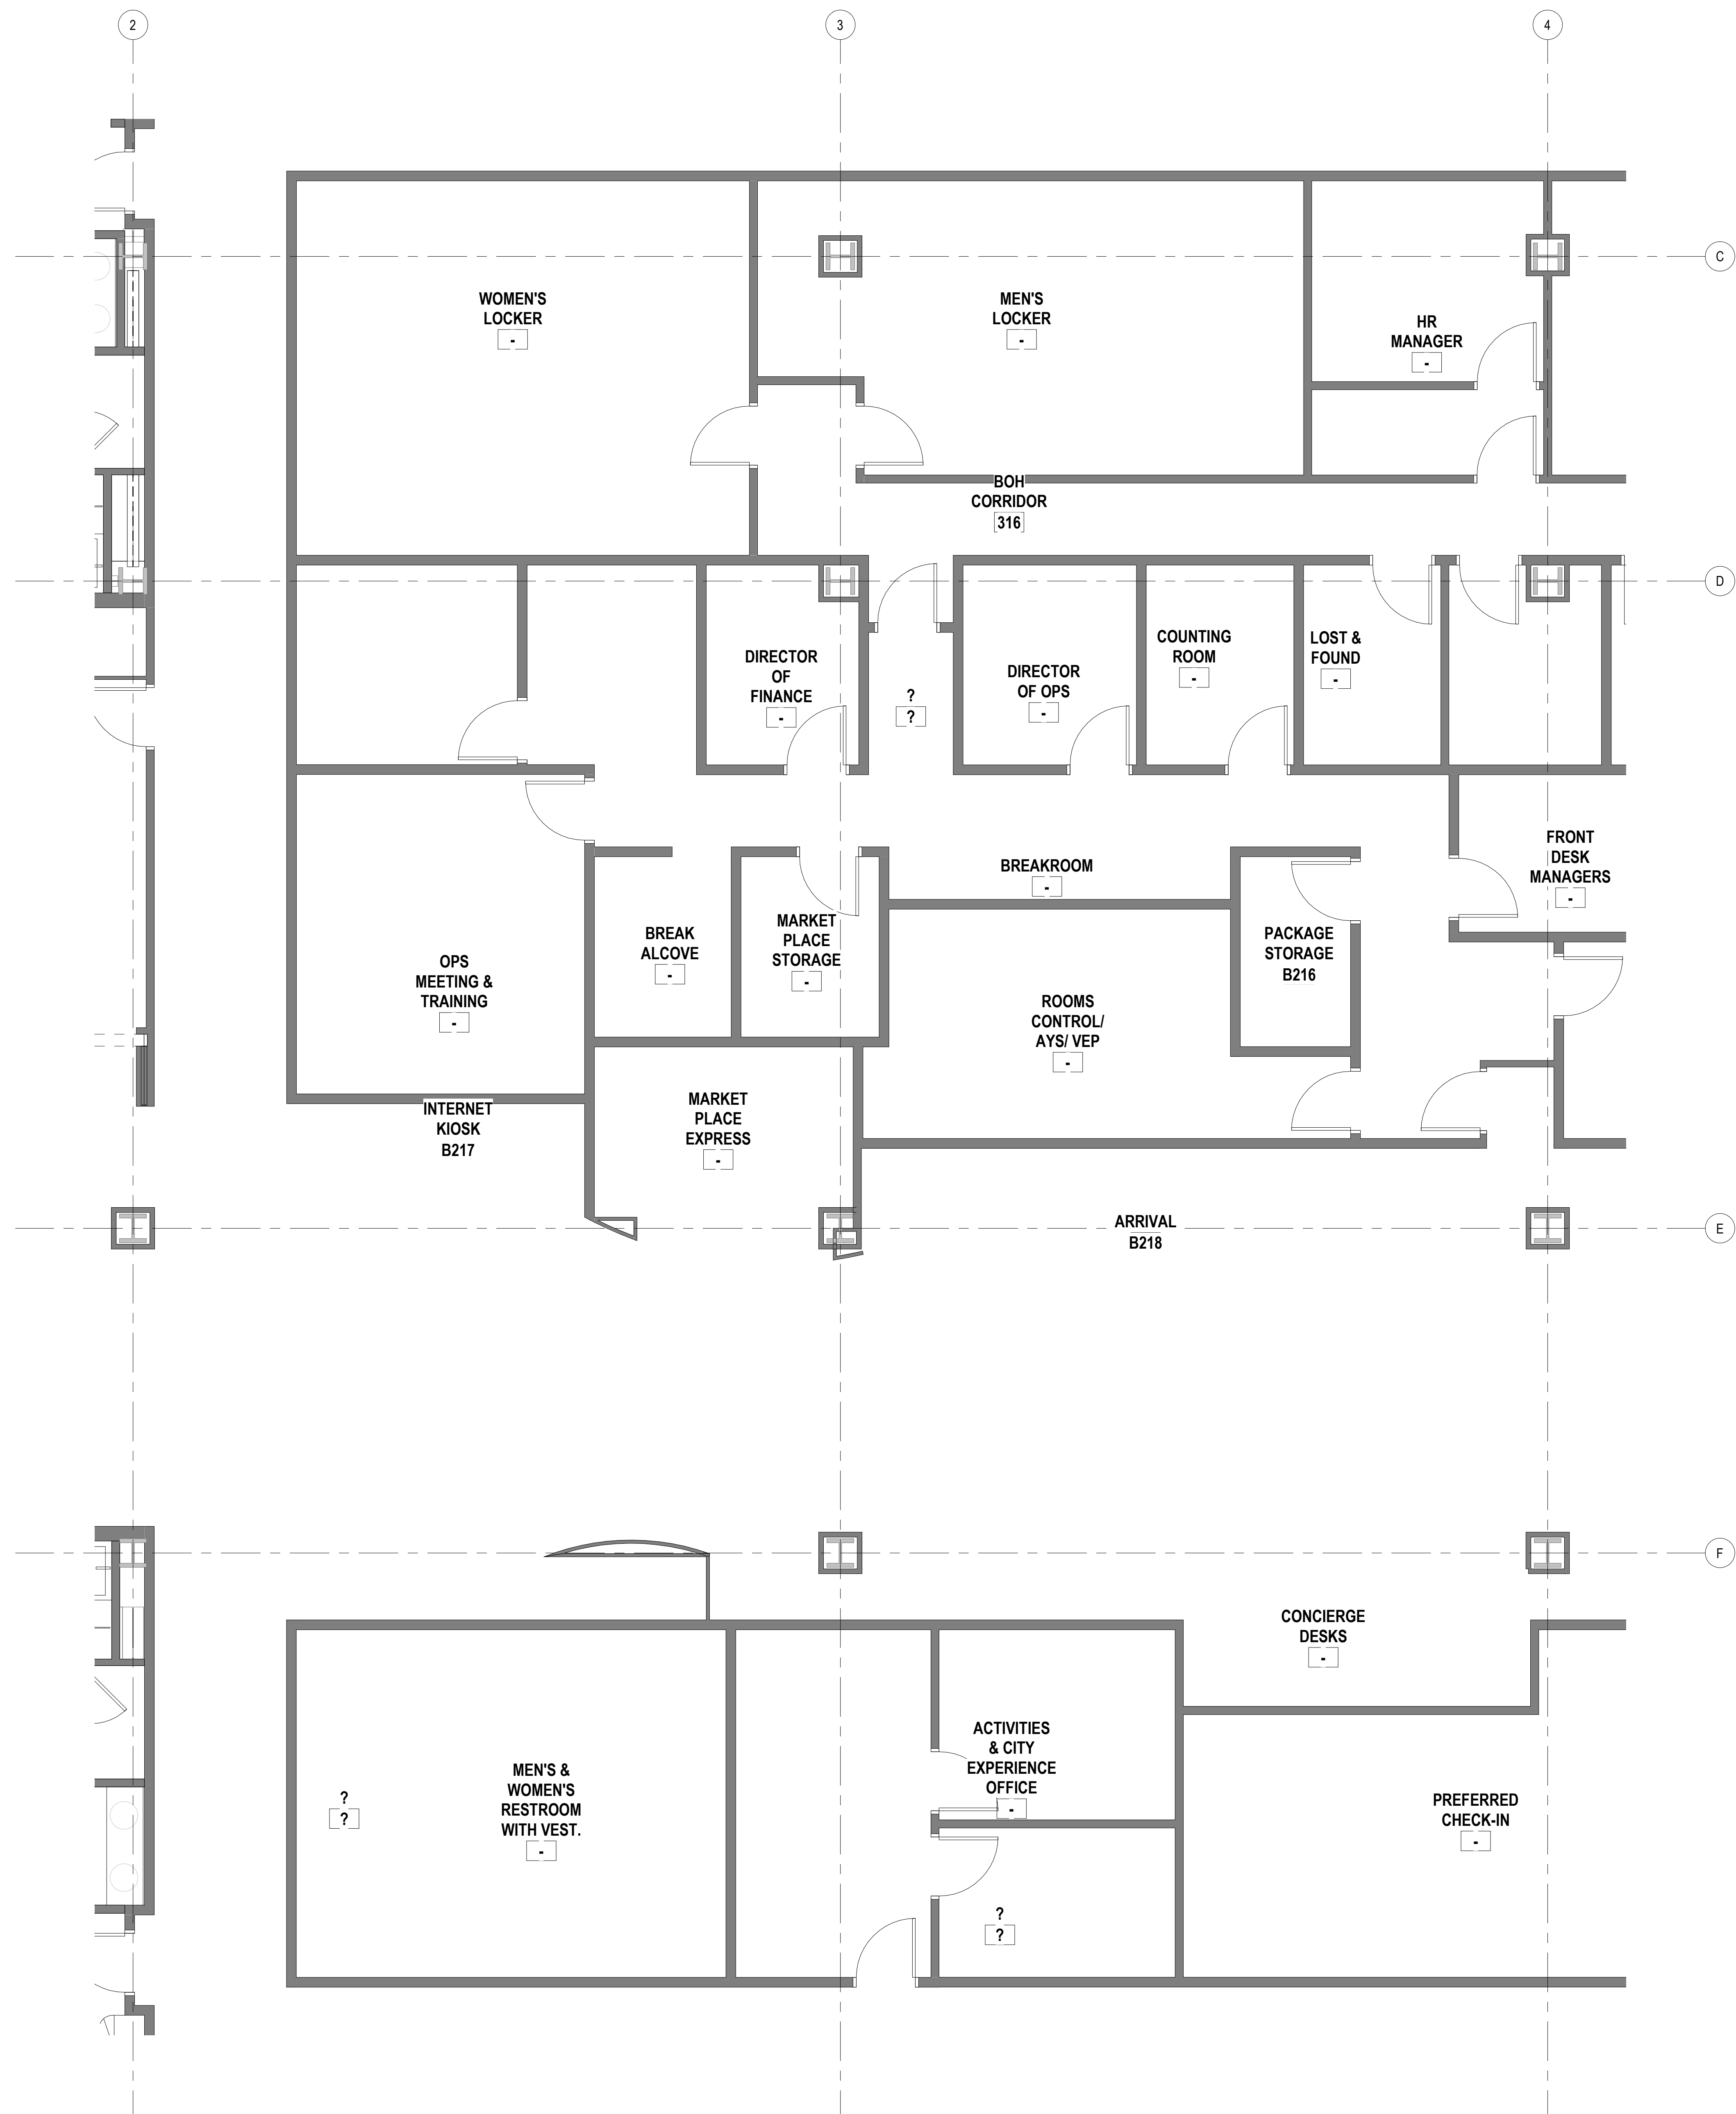 2
3
4
C
WOMEN'S
LOCKER
-
MEN'S
LOCKER
-
HR
MANAGER
-
BOH
CORRIDOR
316
D
DIRECTOR
OF
FINANCE
-
?
?
DIRECTOR
OF OPS
-
COUNTING
ROOM
-
LOST &
FOUND
-
FRONT
DESK
MANAGERS
-
BREAKROOM
-
BREAK
ALCOVE
-
MARKET
PLACE
STORAGE
-
PACKAGE
STORAGE
B216
OPS
MEETING &
TRAINING
-
ROOMS
CONTROL/
AYS/ VEP
-
INTERNET
KIOSK
B217
MARKET
PLACE
EXPRESS
-
ARRIVAL
B218
E
F
CONCIERGE
DESKS
-
ACTIVITIES
& CITY
EXPERIENCE
OFFICE
-
MEN'S &
WOMEN'S
RESTROOM
WITH VEST.
-
?
?
PREFERRED
CHECK-IN
-
?
?